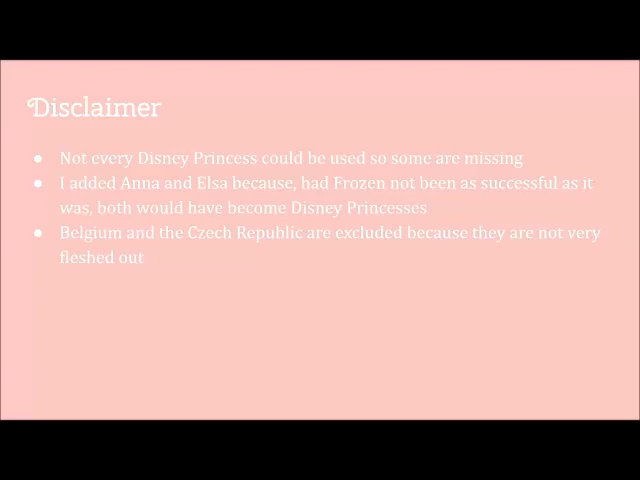 Disclaimer
● Not every Disney Princess could be used so some are missing
● I added Anna and Elsa because, had Frozen not been as successful as it
was, both would have become Disney Princesses
● Belgium and the Czech Republic are excluded because they are not very
fleshed out